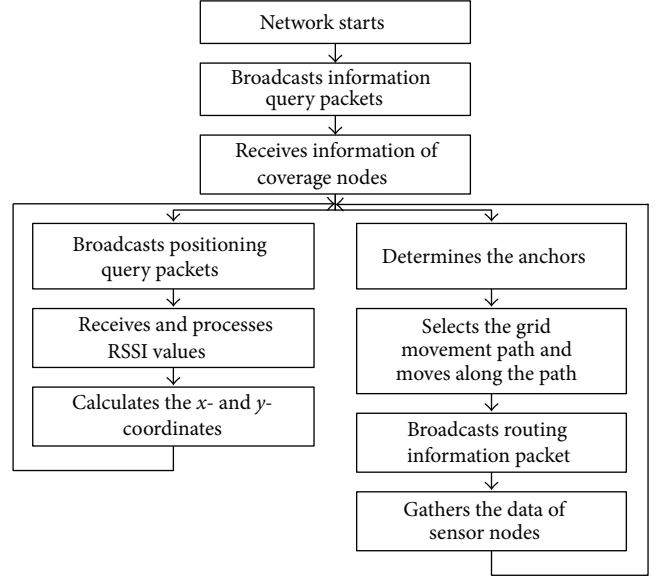 Network starts
Broadcasts information
query packets
Receives information of
coverage nodes
Broadcasts positioning
query packets
Receives and processes
RSSI values
Calculates the x- and y-
coordinates
Determines the anchors
Selects the grid
movement path and
moves along the path
Broadcasts routing
information packet
Gathers the data of
sensor nodes